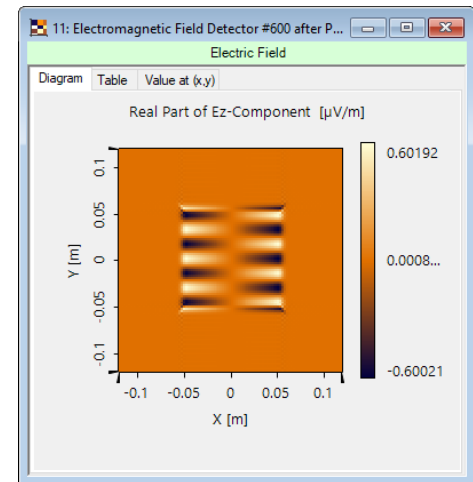 11: Electromagnetic Field Detector #600 after P...
Electric Field
Diagram Table Value at (x,y)
Real Part of Ez-Component [µV/m]
0.60192
0.0008...
-0.60021
0.1
0.05
0
-0.05
-0.1
Y [m]
-0.1 -0.05 0 0.05 0.1
X [m]